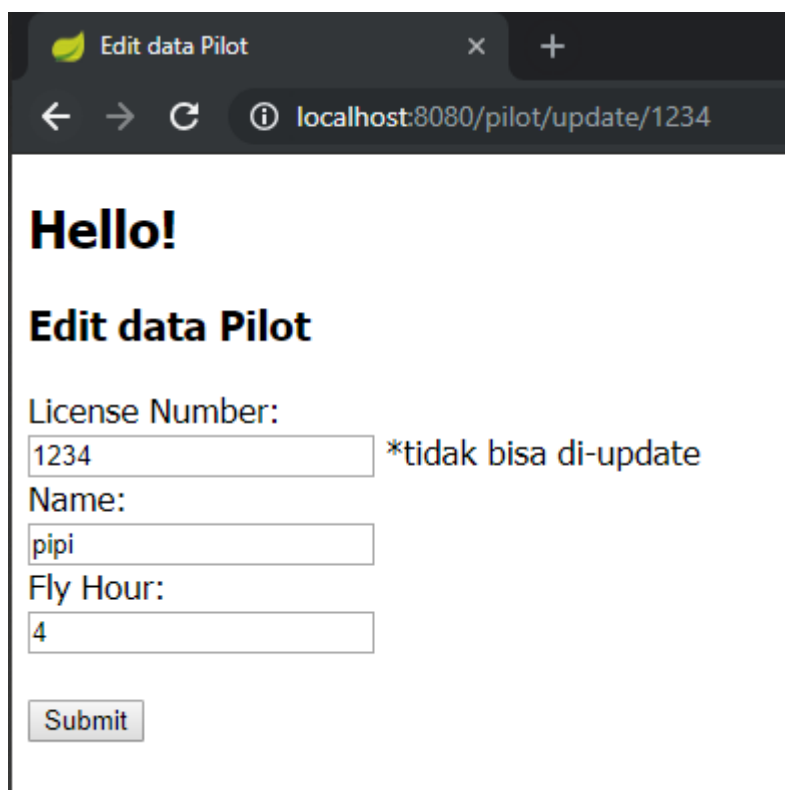 Edit data Pilot
localhost:8080/pilot/update/1234
Hello!
Edit data Pilot
License Number:
1234 *tidak bisa di-update
Name:
pipi
Fly Hour:
4
Submit